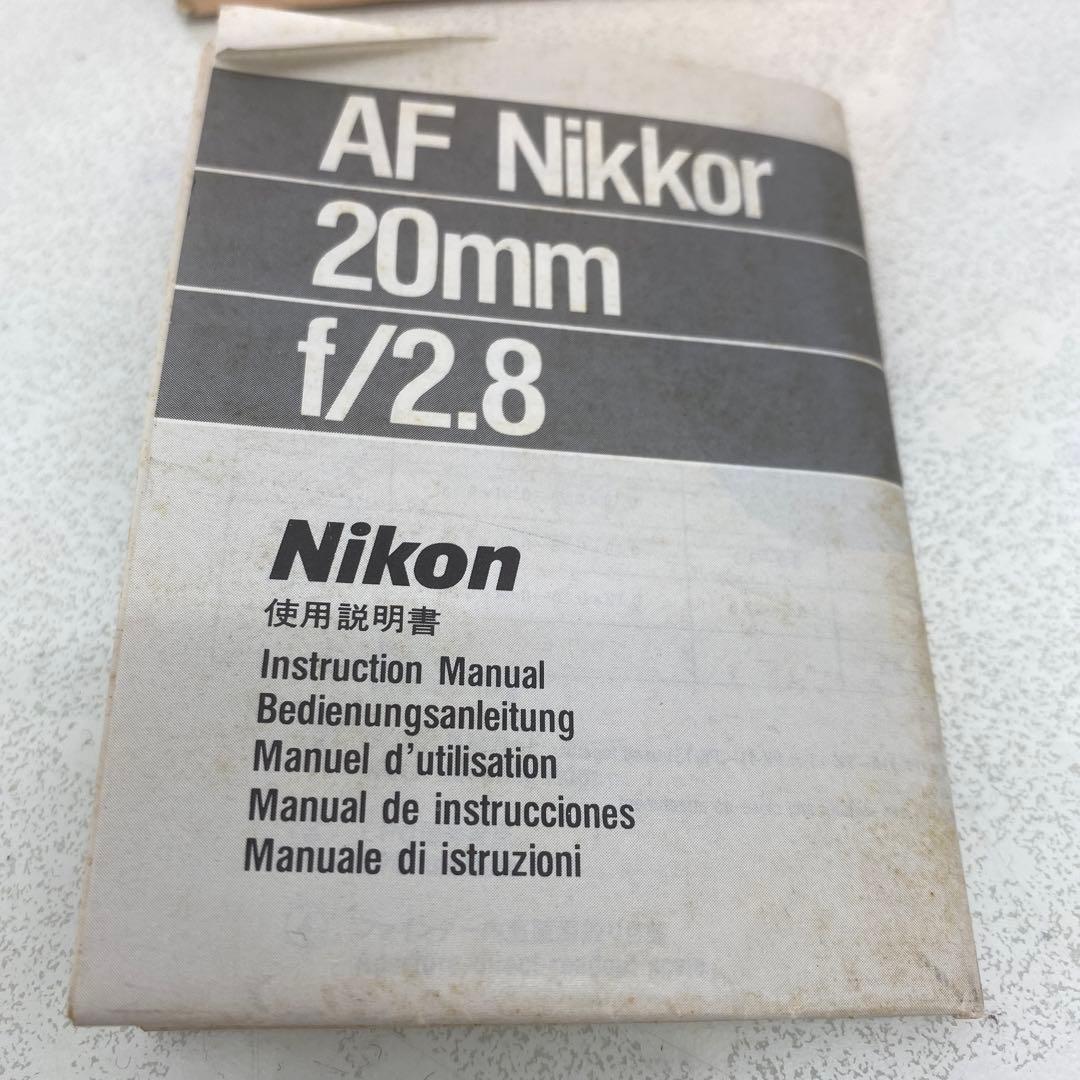 AF Nikkor
20mm
f/2.8
Nikon
使用説明書
Instruction Manual
Bedienungsanleitung
Manuel d'utilisation
Manual de instrucciones
Manuale di istruzioni